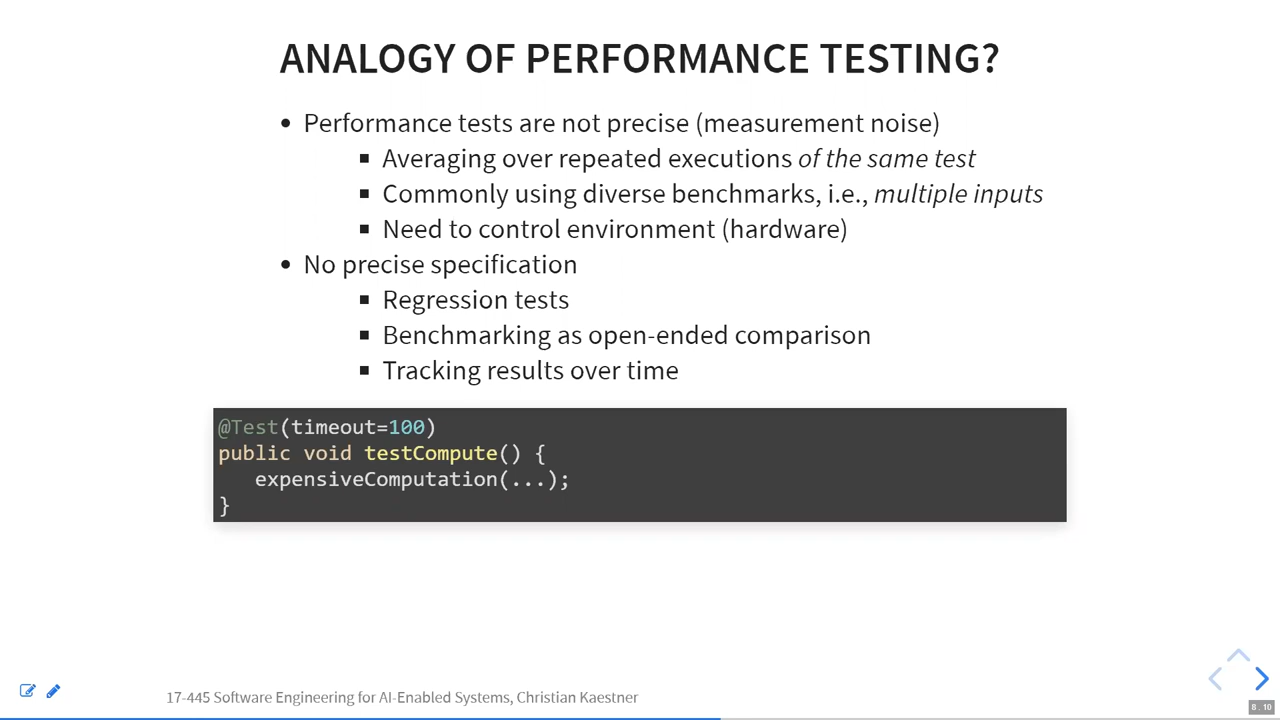 ANALOGY OF PERFORMANCE TESTING?
• Performance tests are not precise (measurement noise)
▪ Averaging over repeated executions of the same test
▪ Commonly using diverse benchmarks, i.e., multiple inputs
▪ Need to control environment (hardware)
• No precise specification
▪ Regression tests
▪ Benchmarking as open-ended comparison
▪ Tracking results over time
@Test(timeout=100)
public void testCompute() {
   expensiveComputation(...);
}
17-445 Software Engineering for AI-Enabled Systems, Christian Kaestner
8 . 10